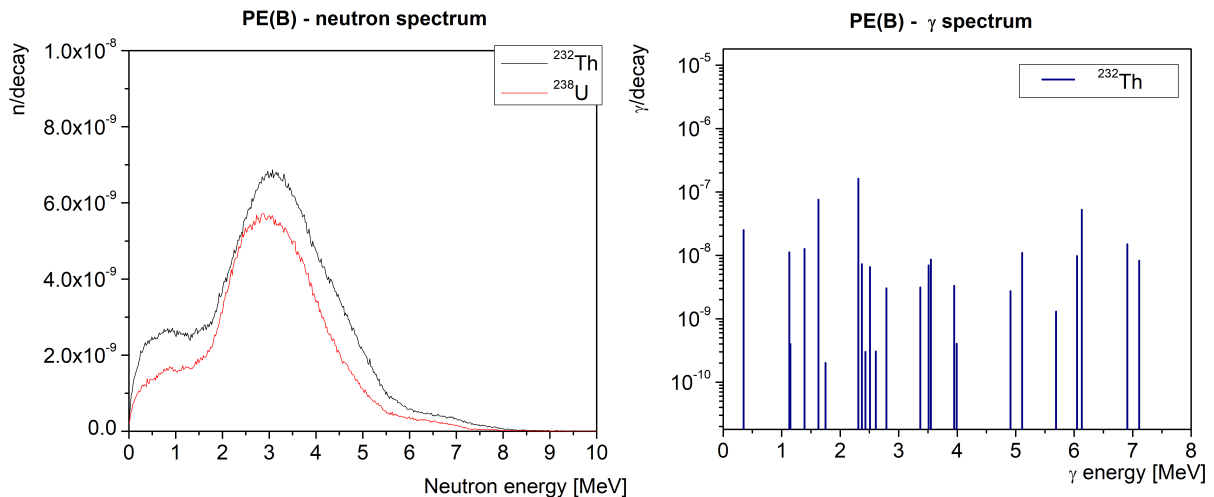 PE(B) - neutron spectrum
n/decay
1.0x10⁻⁸
8.0x10⁻⁹
6.0x10⁻⁹
4.0x10⁻⁹
2.0x10⁻⁹
0.0
²³²Th
²³⁸U
0 1 2 3 4 5 6 7 8 9 10
Neutron energy [MeV]
PE(B) - γ spectrum
γ/decay
10⁻⁵
10⁻⁶
10⁻⁷
10⁻⁸
10⁻⁹
10⁻¹⁰
²³²Th
0 1 2 3 4 5 6 7 8
γ energy [MeV]